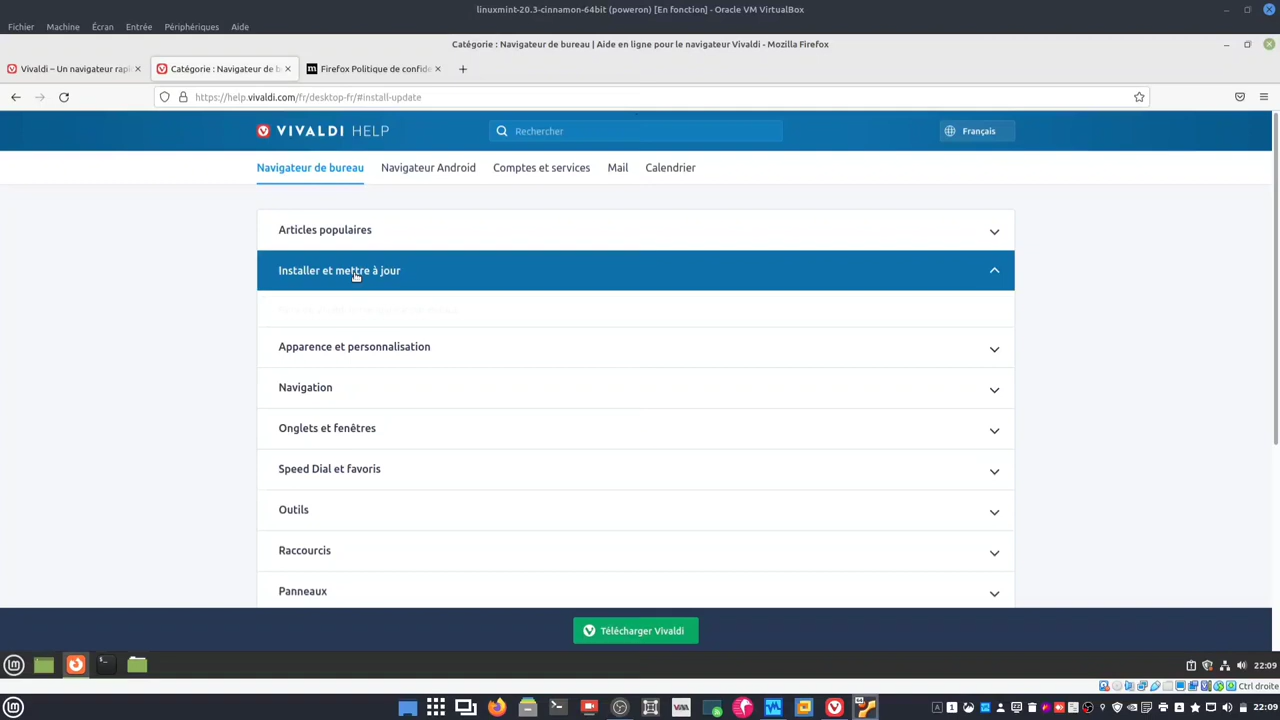 linuxmint-20.3-cinnamon-64bit (poweron) [En fonction] - Oracle VM VirtualBox
Fichier Machine Écran Entrée Périphériques Aide
Catégorie : Navigateur de bureau | Aide en ligne pour le navigateur Vivaldi - Mozilla Firefox
Vivaldi – Un navigateur rapi
Catégorie : Navigateur de b
Firefox Politique de confide
https://help.vivaldi.com/fr/desktop-fr/#install-update
VIVALDI HELP
Rechercher
Français
Navigateur de bureau Navigateur Android Comptes et services Mail Calendrier
Articles populaires
Installer et mettre à jour
Apparence et personnalisation
Navigation
Onglets et fenêtres
Speed Dial et favoris
Outils
Raccourcis
Panneaux
Télécharger Vivaldi
22:09
Ctrl droite
22:09